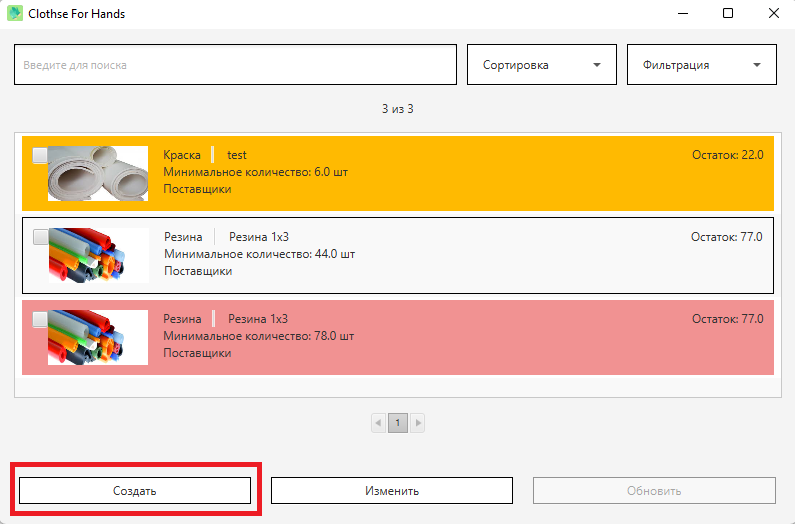 Clothse For Hands
Введите для поиска
Сортировка
Фильтрация
3 из 3
Краска test Остаток: 22.0
Минимальное количество: 6.0 шт
Поставщики
Резина Резина 1x3 Остаток: 77.0
Минимальное количество: 44.0 шт
Поставщики
Резина Резина 1x3 Остаток: 77.0
Минимальное количество: 78.0 шт
Поставщики
1
Создать
Изменить
Обновить